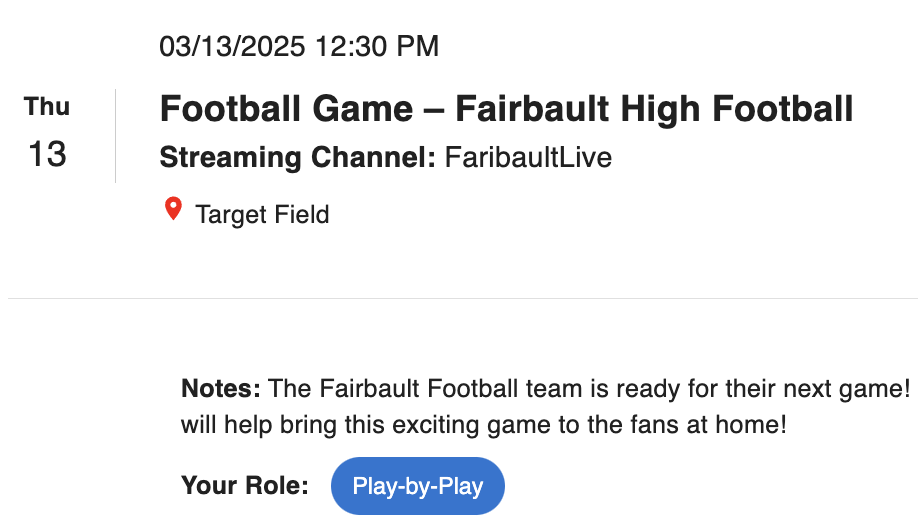 03/13/2025 12:30 PM
Thu
13
Football Game – Fairbault High Football
Streaming Channel: FaribaultLive
Target Field
Notes: The Fairbault Football team is ready for their next game!
will help bring this exciting game to the fans at home!
Your Role: Play-by-Play